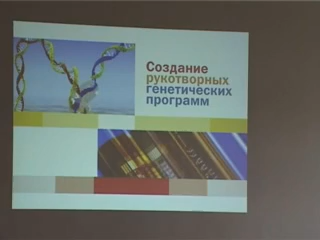 Создание
рукотворных
генетических
программ